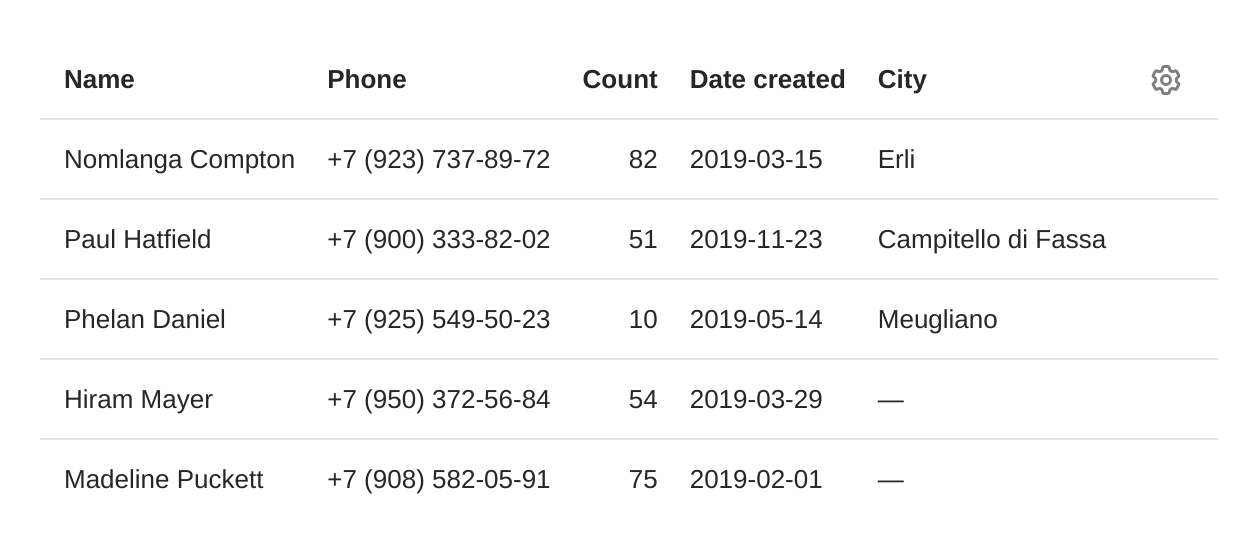 Name Phone Count Date created City
Nomlanga Compton +7 (923) 737-89-72 82 2019-03-15 Erli
Paul Hatfield +7 (900) 333-82-02 51 2019-11-23 Campitello di Fassa
Phelan Daniel +7 (925) 549-50-23 10 2019-05-14 Meugliano
Hiram Mayer +7 (950) 372-56-84 54 2019-03-29 —
Madeline Puckett +7 (908) 582-05-91 75 2019-02-01 —